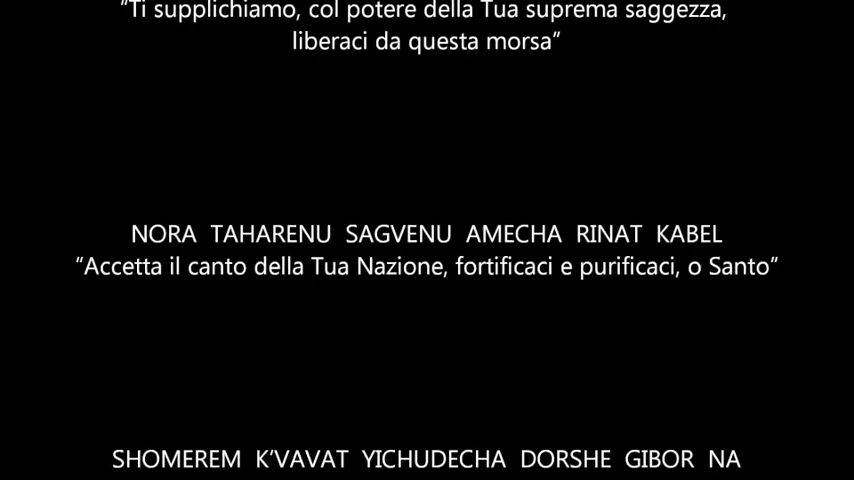 “Ti supplichiamo, col potere della Tua suprema saggezza,
liberaci da questa morsa”
NORA TAHARENU SAGVENU AMECHA RINAT KABEL
“Accetta il canto della Tua Nazione, fortificaci e purificaci, o Santo”
SHOMEREM K’VAVAT YICHUDECHA DORSHE GIBOR NA